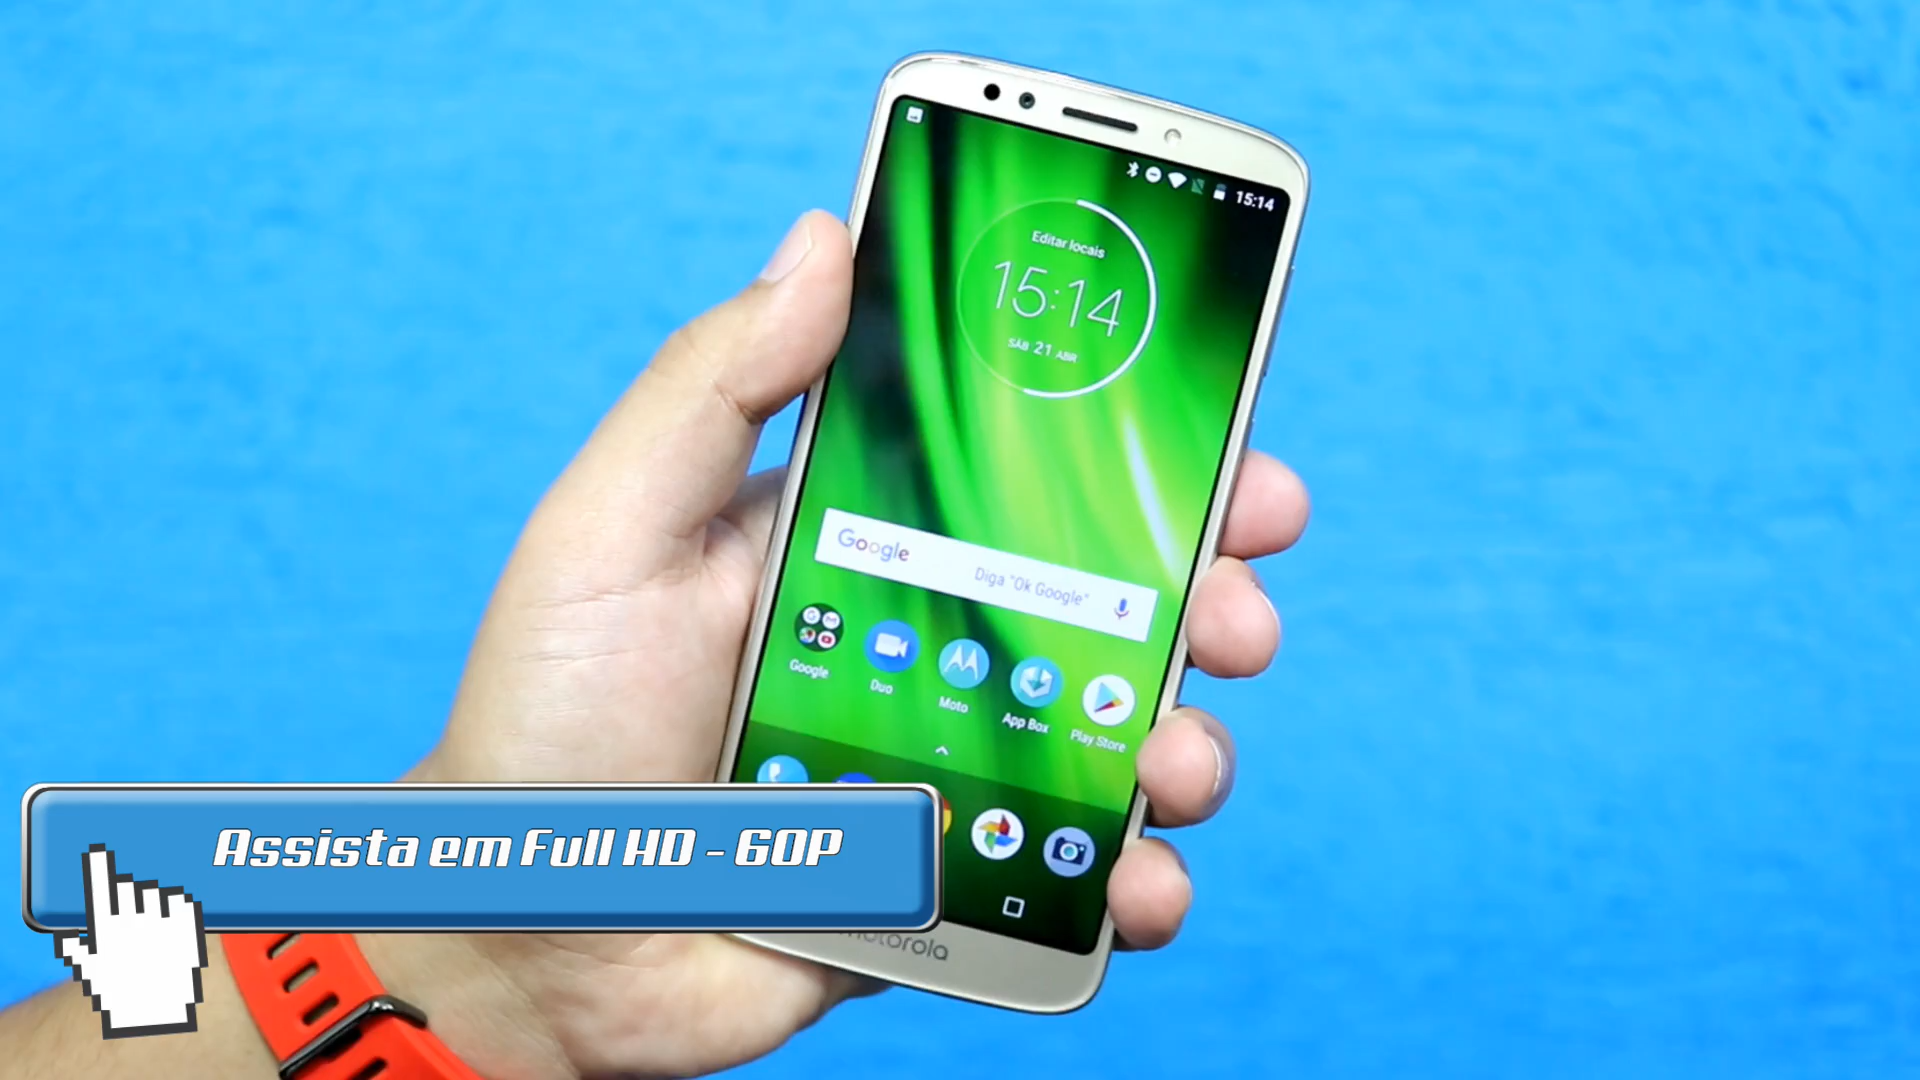 15:14
Editar locais
15:14
SÁB 21 ABR
Google
Diga "Ok Google"
Google
Duo
Moto
App Box
Play Store
Assista em Full HD - 60P
motorola